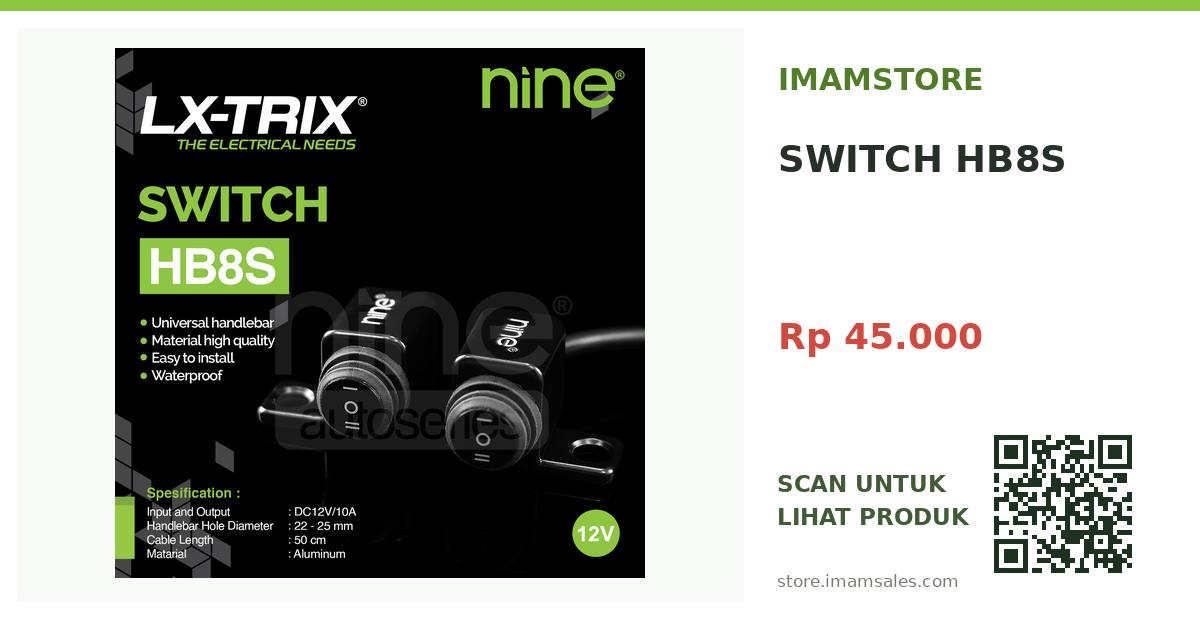 nine®
LX-TRIX®
THE ELECTRICAL NEEDS
SWITCH
HB8S
Universal handlebar
Material high quality
Easy to install
Waterproof
nine®
nine®
nine®
autoseries
Spesification :
Input and Output : DC12V/10A
Handlebar Hole Diameter : 22 - 25 mm
Cable Length : 50 cm
Matarial : Aluminum
12V
IMAMSTORE
SWITCH HB8S
Rp 45.000
SCAN UNTUK
LIHAT PRODUK
store.imamsales.com